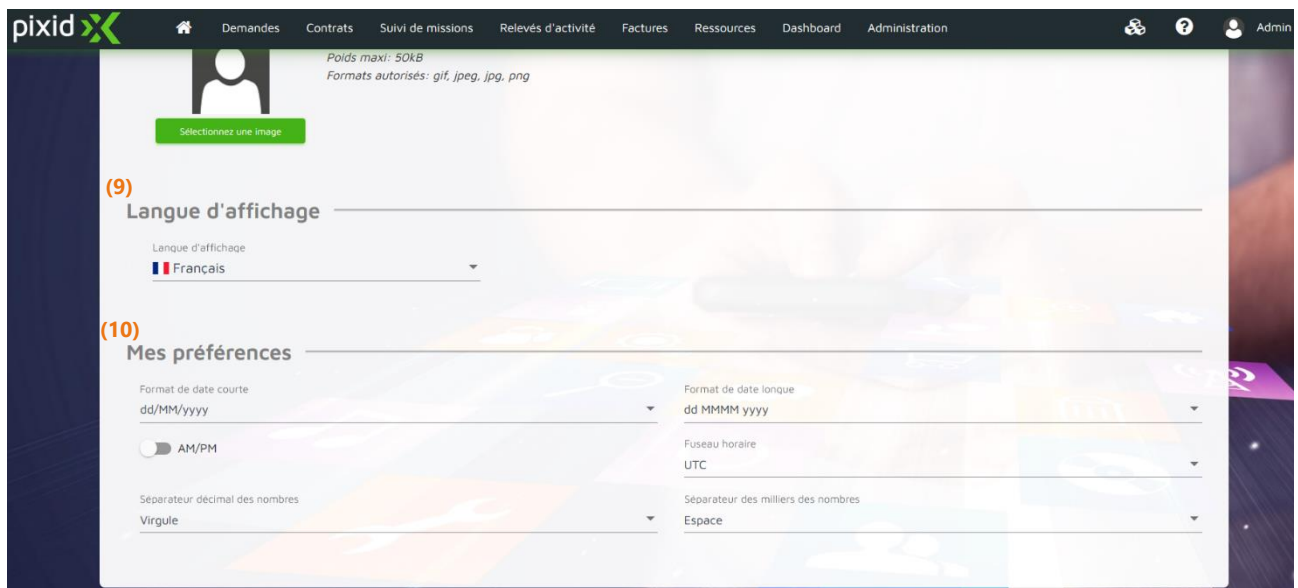 pixid Demandes Contrats Suivi de missions Relevés d'activité Factures Ressources Dashboard Administration ? Admin
Poids maxi: 50kB
Formats autorisés: gif, jpeg, jpg, png
Sélectionnez une image
(9)
Langue d'affichage
Langue d'affichage
Français
(10)
Mes préférences
Format de date courte Format de date longue
dd/MM/yyyy dd MMMM yyyy
AM/PM Fuseau horaire
UTC
Séparateur décimal des nombres Séparateur des milliers des nombres
Virgule Espace